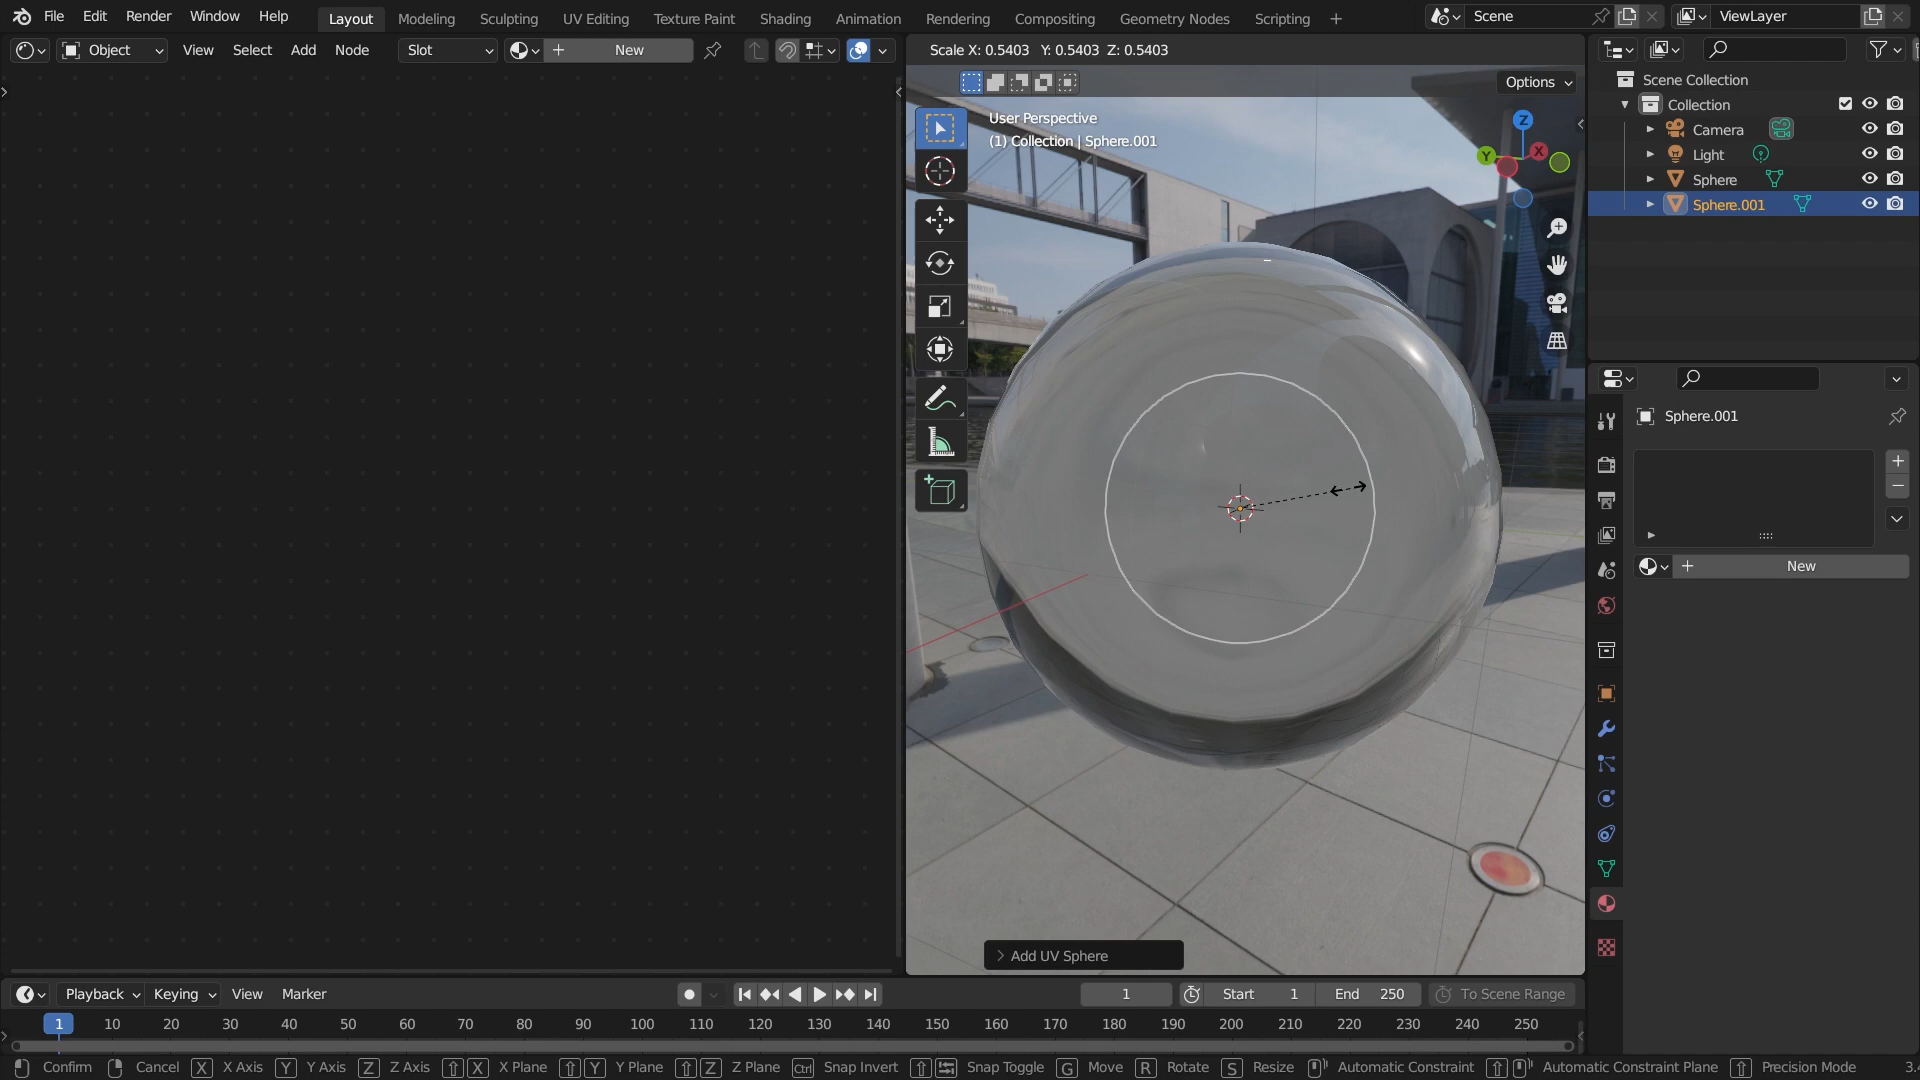 File Edit Render Window Help Layout Modeling Sculpting UV Editing Texture Paint Shading Animation Rendering Compositing Geometry Nodes Scripting Scene ViewLayer
Object View Select Add Node Slot New Scale X: 0.5403 Y: 0.5403 Z: 0.5403
Options
User Perspective
(1) Collection | Sphere.001
Z
Y
X
Scene Collection
Collection
Camera
Light
Sphere
Sphere.001
Sphere.001
New
Add UV Sphere
Playback Keying View Marker 1 Start 1 End 250 To Scene Range
1 10 20 30 40 50 60 70 80 90 100 110 120 130 140 150 160 170 180 190 200 210 220 230 240 250
Confirm Cancel X X Axis Y Y Axis Z Z Axis X X Plane Y Y Plane Z Z Plane Ctrl Snap Invert Snap Toggle G Move R Rotate S Resize Automatic Constraint Automatic Constraint Plane Precision Mode